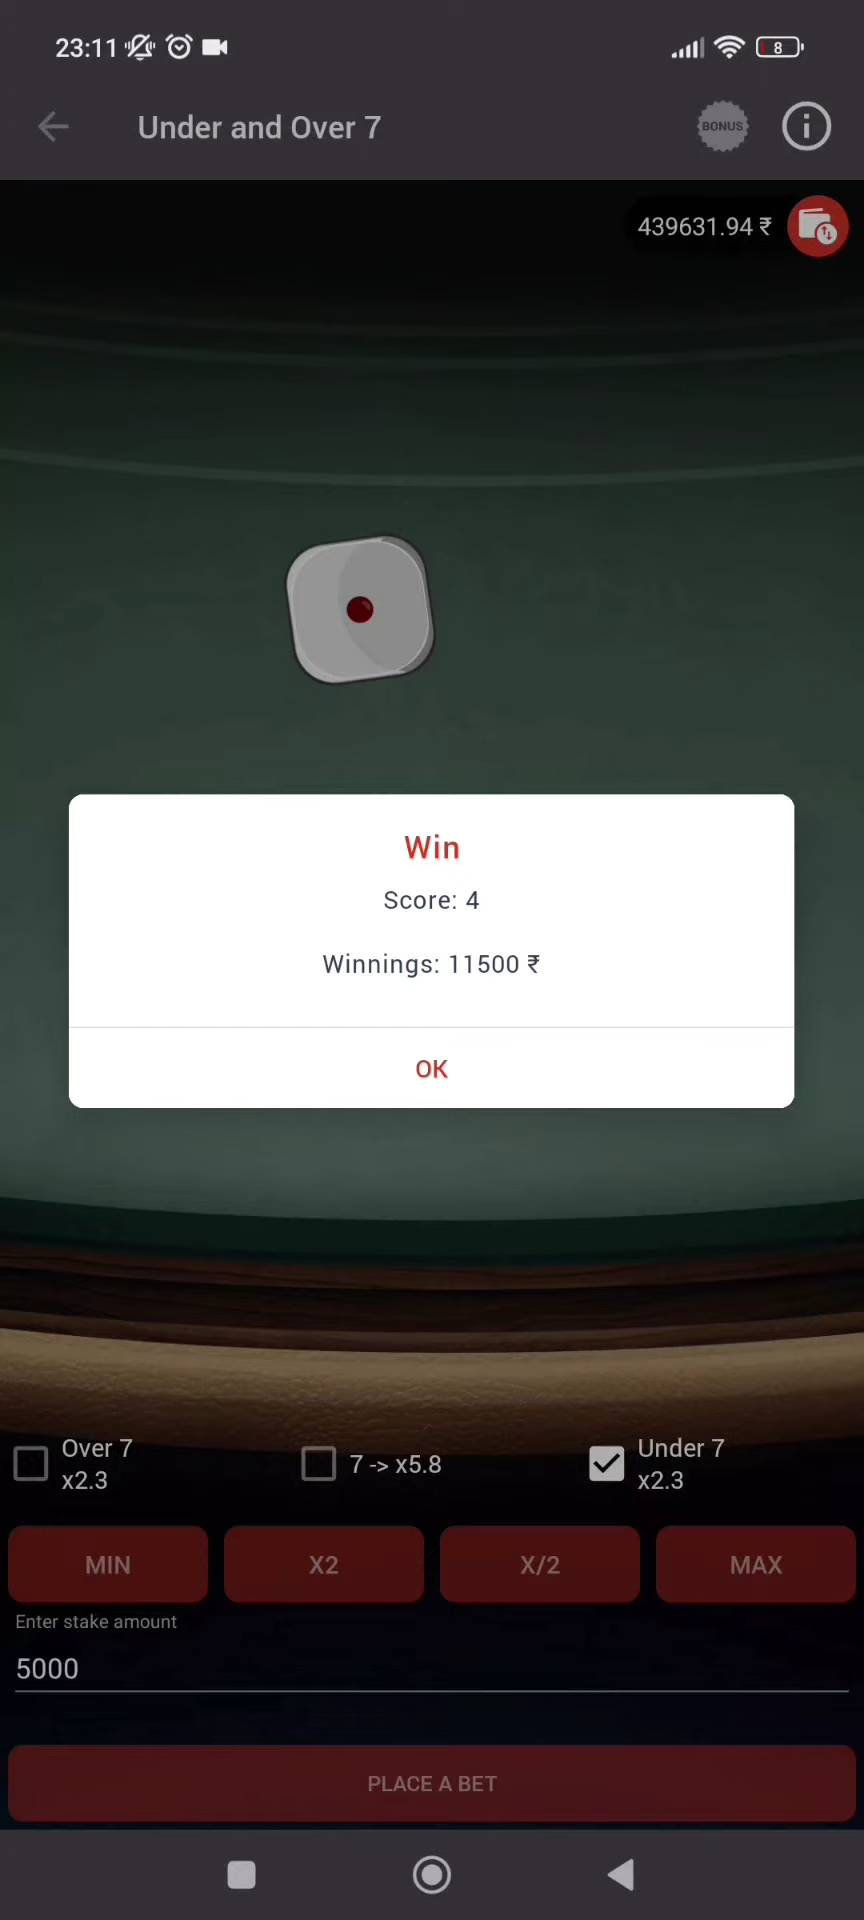 23:11
8
Under and Over 7
BONUS
439631.94 ₹
Win
Score: 4
Winnings: 11500 ₹
OK
Over 7
x2.3
7 -> x5.8
Under 7
x2.3
MIN
X2
X/2
MAX
Enter stake amount
5000
PLACE A BET